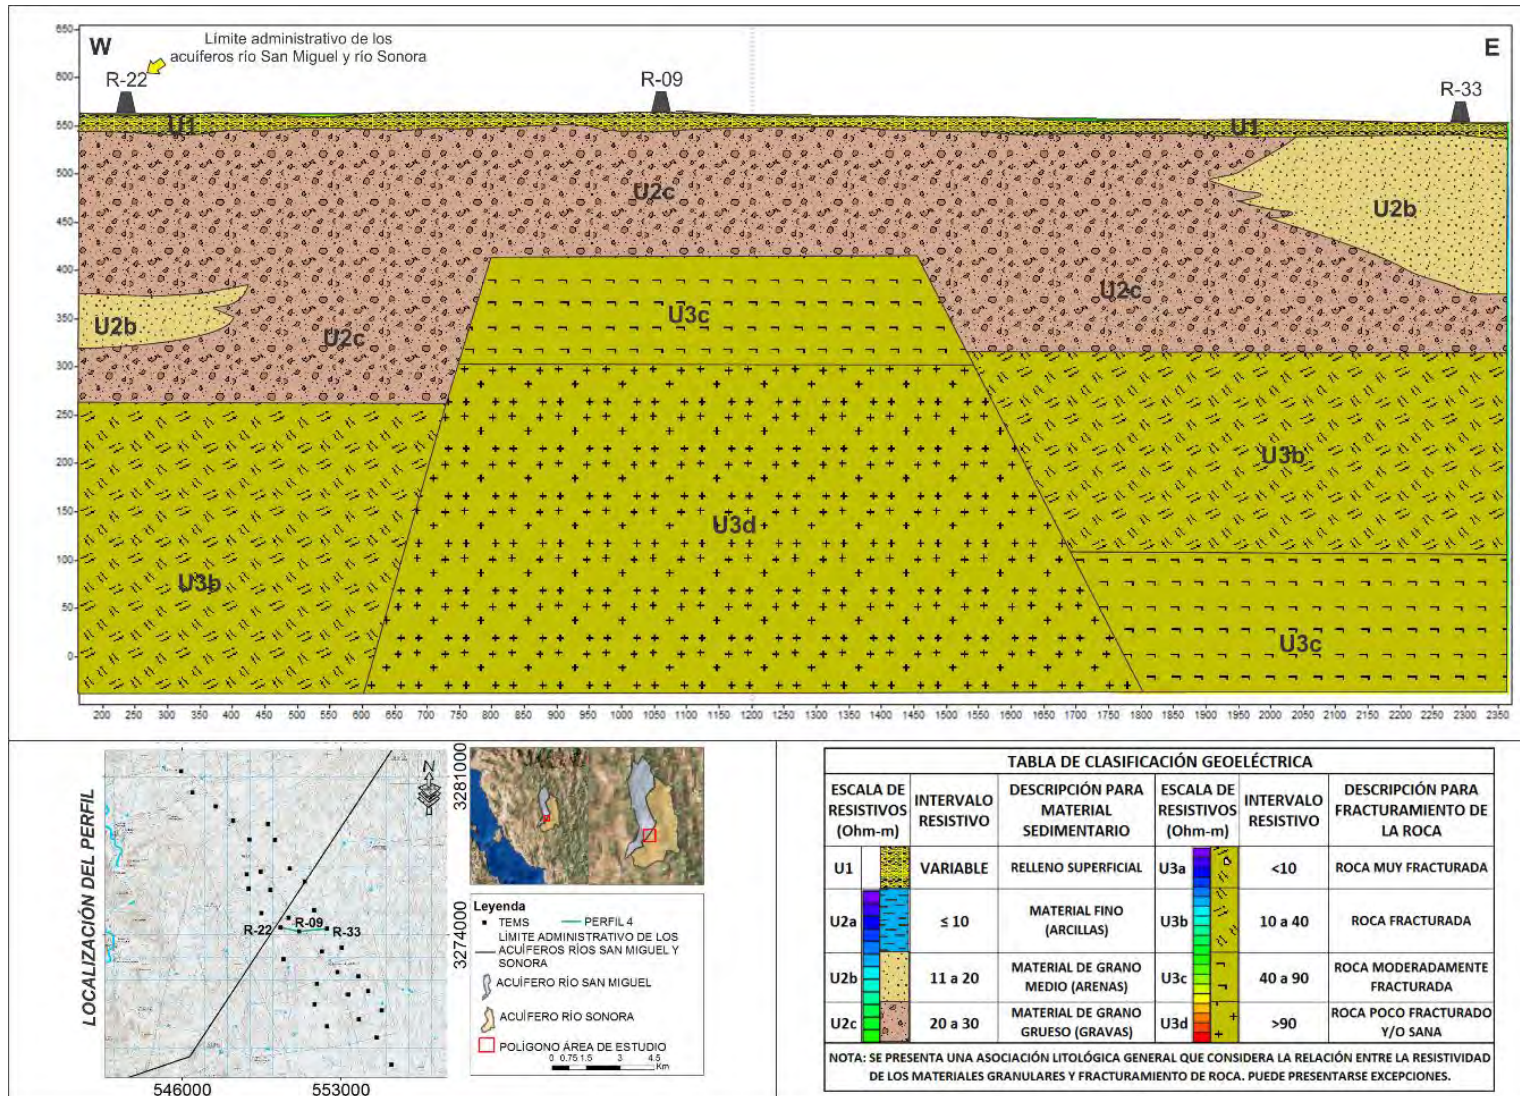 W
Límite administrativo de los
acuíferos río San Miguel y río Sonora
E
R-22
R-09
R-33
650
600
550
500
450
400
350
300
250
200
150
100
50
0
U1
U1
U2c
U2b
U2b
U2c
U2c
U3c
U3b
U3d
U3b
U3c
200 250 300 350 400 450 500 550 600 650 700 750 800 850 900 950 1000 1050 1100 1150 1200 1250 1300 1350 1400 1450 1500 1550 1600 1650 1700 1750 1800 1850 1900 1950 2000 2050 2100 2150 2200 2250 2300 2350
LOCALIZACIÓN DEL PERFIL
N
R-22
R-09
R-33
3281000
3274000
546000
553000
Leyenda
TEMS
PERFIL 4
LÍMITE ADMINISTRATIVO DE LOS
ACUÍFEROS RÍOS SAN MIGUEL Y
SONORA
ACUÍFERO RÍO SAN MIGUEL
ACUÍFERO RÍO SONORA
POLÍGONO ÁREA DE ESTUDIO
0 0.75 1.5 3 4.5
Km
TABLA DE CLASIFICACIÓN GEOELÉCTRICA
ESCALA DE RESISTIVOS (Ohm-m) INTERVALO RESISTIVO DESCRIPCIÓN PARA MATERIAL SEDIMENTARIO ESCALA DE RESISTIVOS (Ohm-m) INTERVALO RESISTIVO DESCRIPCIÓN PARA FRACTURAMIENTO DE LA ROCA
U1 VARIABLE RELLENO SUPERFICIAL U3a <10 ROCA MUY FRACTURADA
U2a ≤ 10 MATERIAL FINO (ARCILLAS) U3b 10 a 40 ROCA FRACTURADA
U2b 11 a 20 MATERIAL DE GRANO MEDIO (ARENAS) U3c 40 a 90 ROCA MODERADAMENTE FRACTURADA
U2c 20 a 30 MATERIAL DE GRANO GRUESO (GRAVAS) U3d >90 ROCA POCO FRACTURADO Y/O SANA
NOTA: SE PRESENTA UNA ASOCIACIÓN LITOLÓGICA GENERAL QUE CONSIDERA LA RELACIÓN ENTRE LA RESISTIVIDAD
DE LOS MATERIALES GRANULARES Y FRACTURAMIENTO DE ROCA. PUEDE PRESENTARSE EXCEPCIONES.